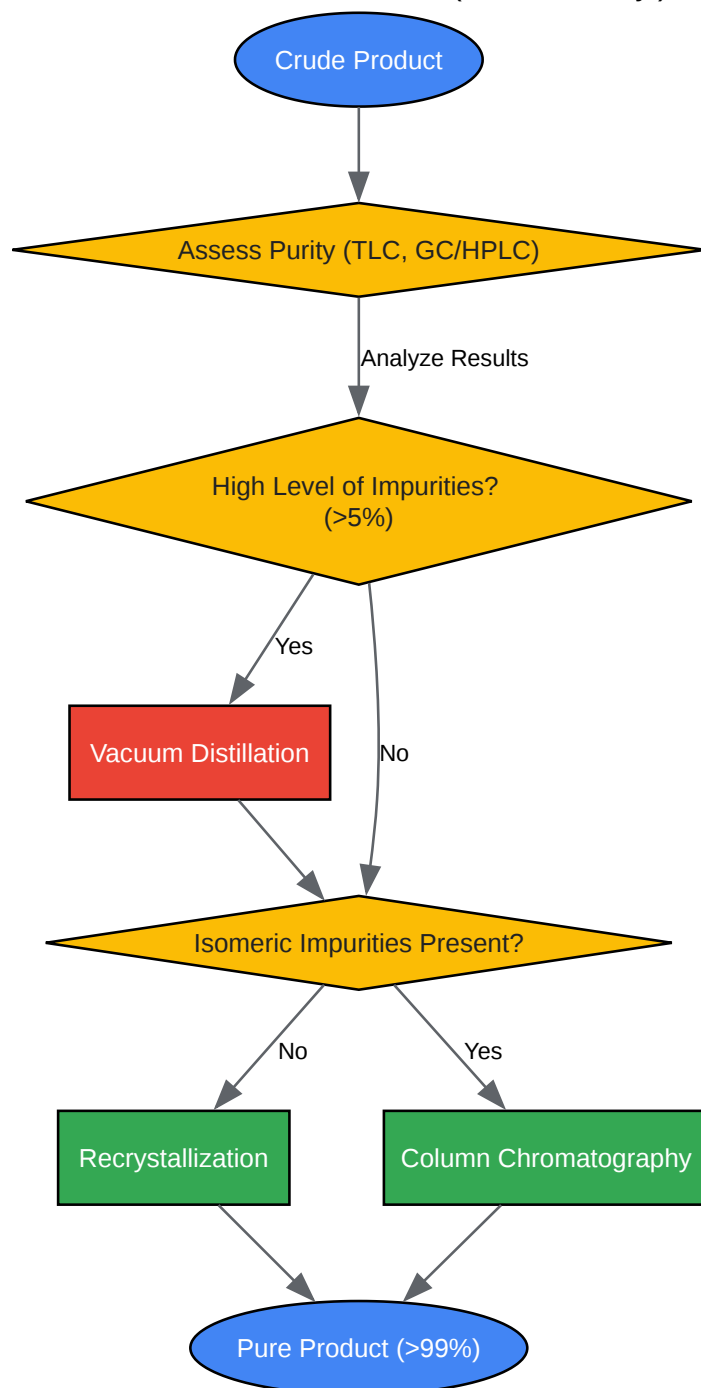 Crude Product
Assess Purity (TLC, GC/HPLC)
Analyze Results
High Level of Impurities?
(>5%)
Yes
Vacuum Distillation
No
Isomeric Impurities Present?
No
Yes
Recrystallization
Column Chromatography
Pure Product (>99%)